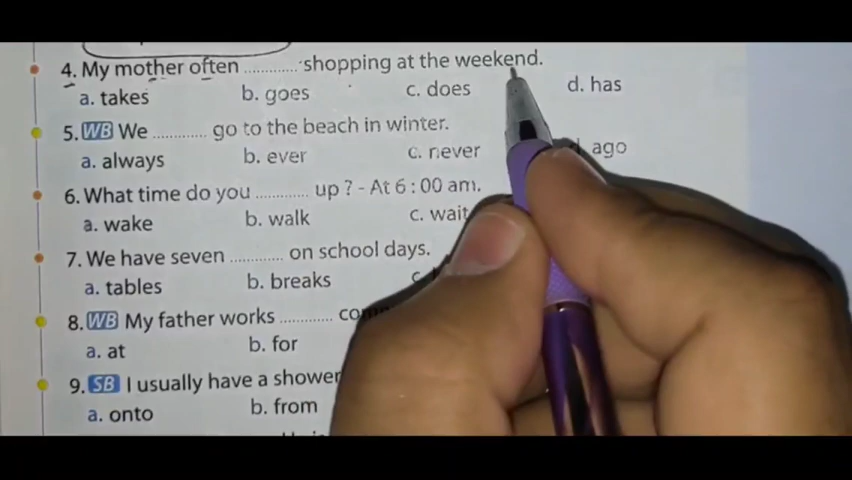 4. My mother often ............ shopping at the weekend.
a. takes b. goes c. does d. has
5. WB We ............ go to the beach in winter.
a. always b. ever c. never ago
6. What time do you ............ up ? - At 6 : 00 am.
a. wake b. walk c. wait
7. We have seven ............ on school days.
a. tables b. breaks c.
8. WB My father works ............
a. at b. for
9. SB I usually have a shower
a. onto b. from